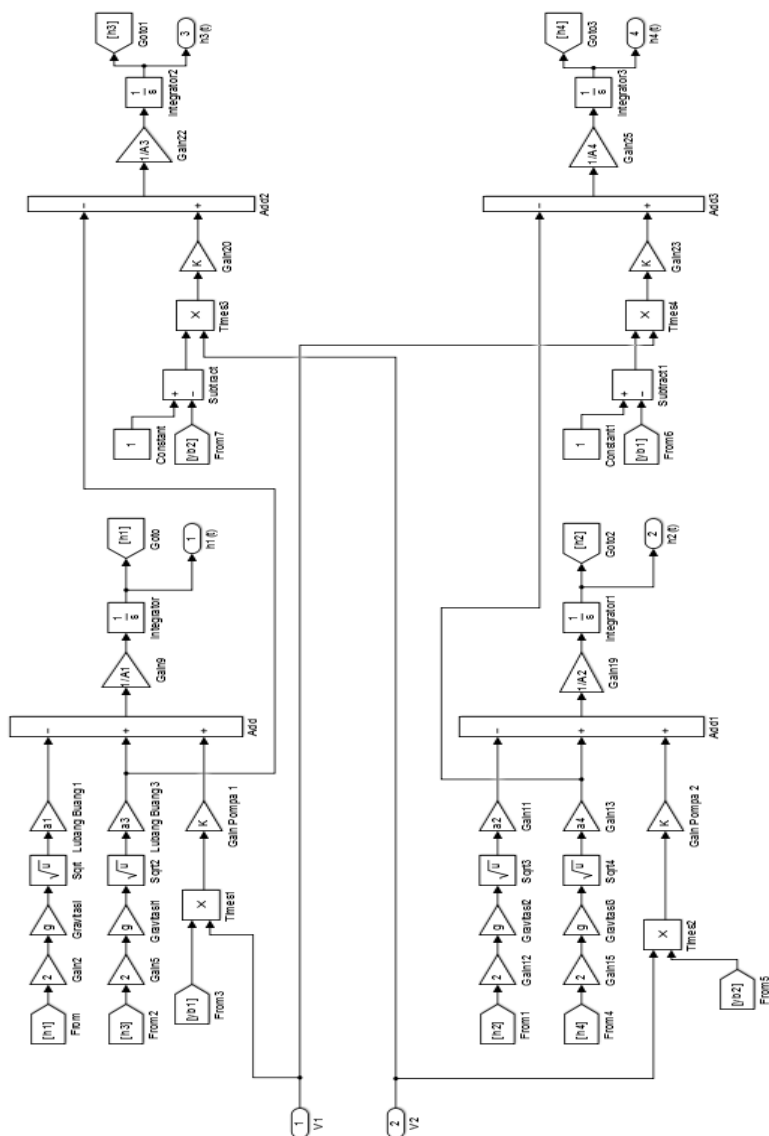 [h1]
From
2
Gain2
g
Gravitasi
√u
Sqrt
a1
Lubang Buang 1
[h3]
From2
2
Gain5
g
Gravitasi1
√u
Sqrt2
a3
Lubang Buang 3
[yb1]
From3
X
Times1
K
Gain Pompa 1
-
+
+
Add
1/A1
Gain9
1
s
Integrator
[h1]
Goto
1
h1(t)
1
Constant
[yb2]
From7
+
-
Subtract
X
Times3
K
Gain20
-
+
Add2
1/A3
Gain22
1
s
Integrator2
[h3]
Goto1
3
h3(t)
1
V1
2
V2
[h2]
From1
2
Gain12
g
Gravitasi2
√u
Sqrt3
a2
Gain11
[h4]
From4
2
Gain15
g
Gravitasi3
√u
Sqrt4
a4
Gain13
[yb2]
From5
X
Times2
K
Gain Pompa 2
-
+
+
Add1
1/A2
Gain19
1
s
Integrator1
[h2]
Goto2
2
h2(t)
1
Constant1
[yb1]
From6
+
-
Subtract1
X
Times4
K
Gain23
-
+
Add3
1/A4
Gain25
1
s
Integrator3
[h4]
Goto3
4
h4(t)